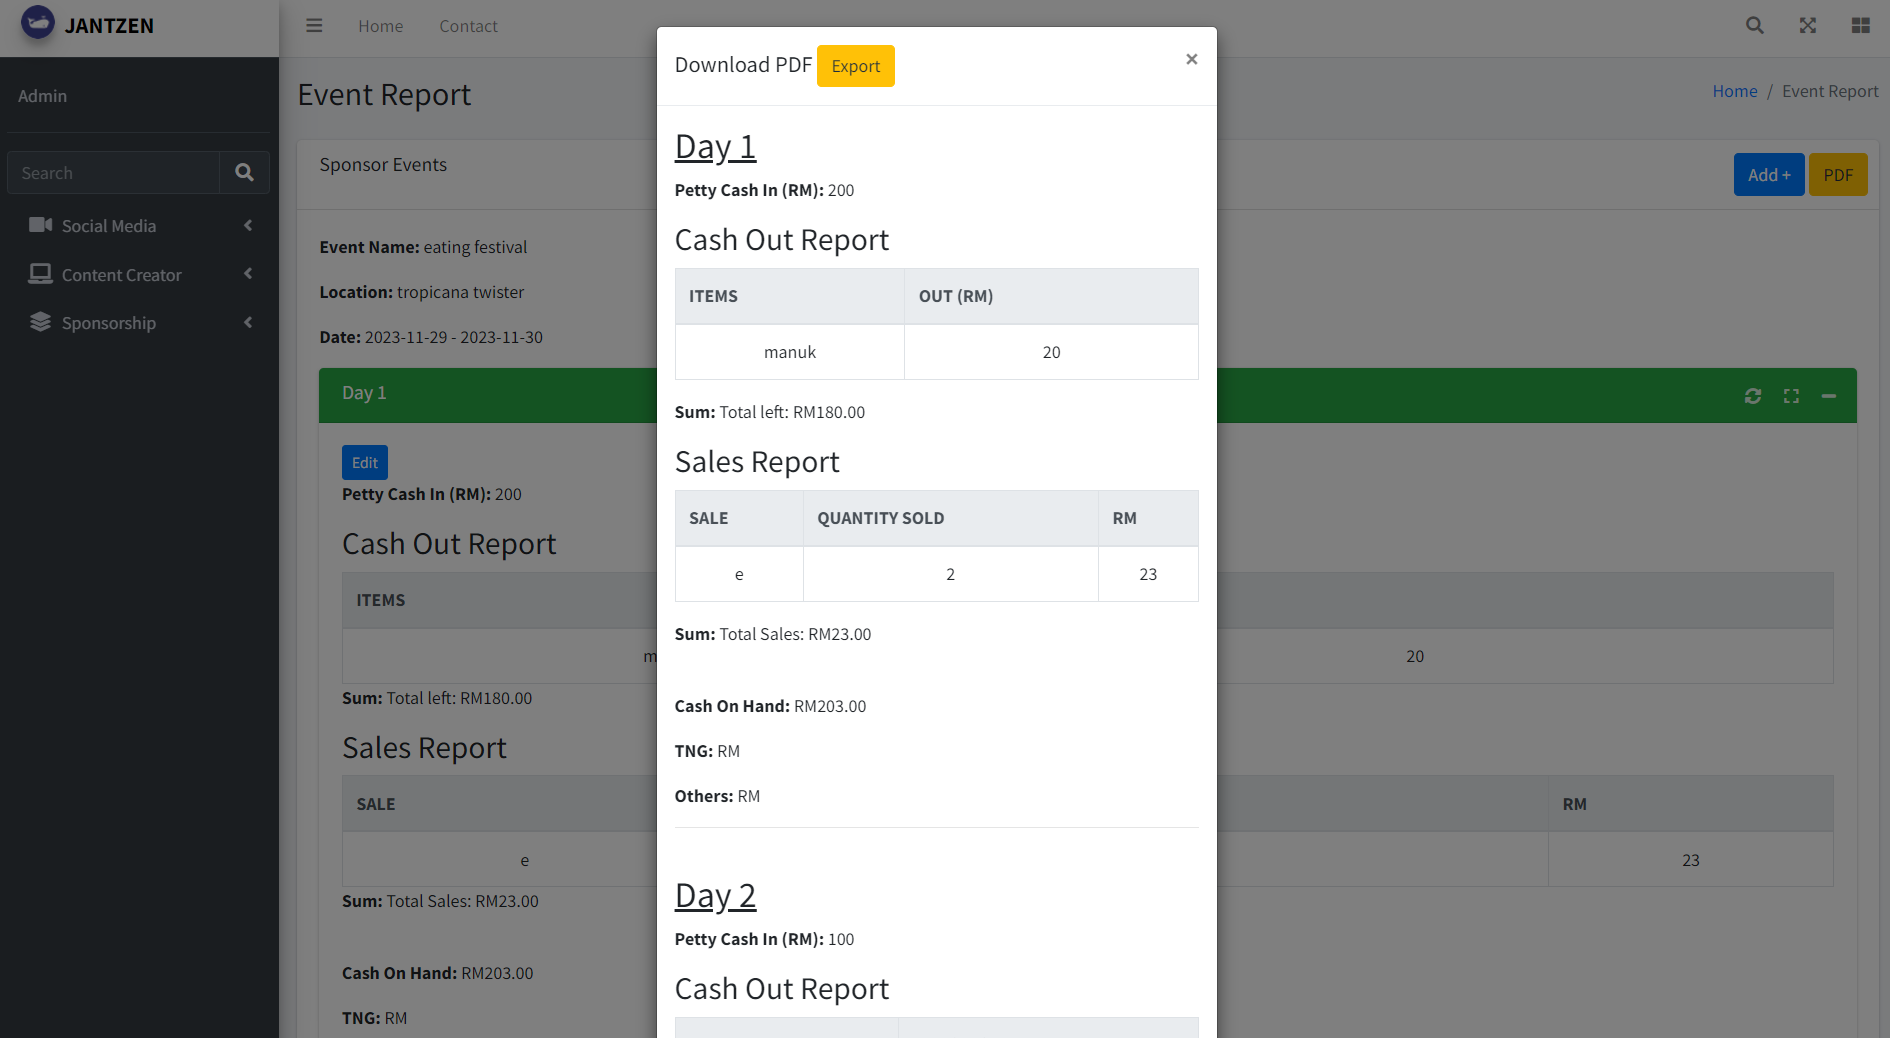 JANTZEN
Home
Contact
Admin
Search
Social Media
Content Creator
Sponsorship
Event Report
Home / Event Report
Sponsor Events
Add +
PDF
Event Name: eating festival
Location: tropicana twister
Date: 2023-11-29 - 2023-11-30
Day 1
Edit
Petty Cash In (RM): 200
Cash Out Report
ITEMS
m
20
Sum: Total left: RM180.00
Sales Report
SALE
RM
e
23
Sum: Total Sales: RM23.00
Cash On Hand: RM203.00
TNG: RM
Download PDF Export
×
Day 1
Petty Cash In (RM): 200
Cash Out Report
ITEMS OUT (RM)
manuk 20
Sum: Total left: RM180.00
Sales Report
SALE QUANTITY SOLD RM
e 2 23
Sum: Total Sales: RM23.00
Cash On Hand: RM203.00
TNG: RM
Others: RM
Day 2
Petty Cash In (RM): 100
Cash Out Report